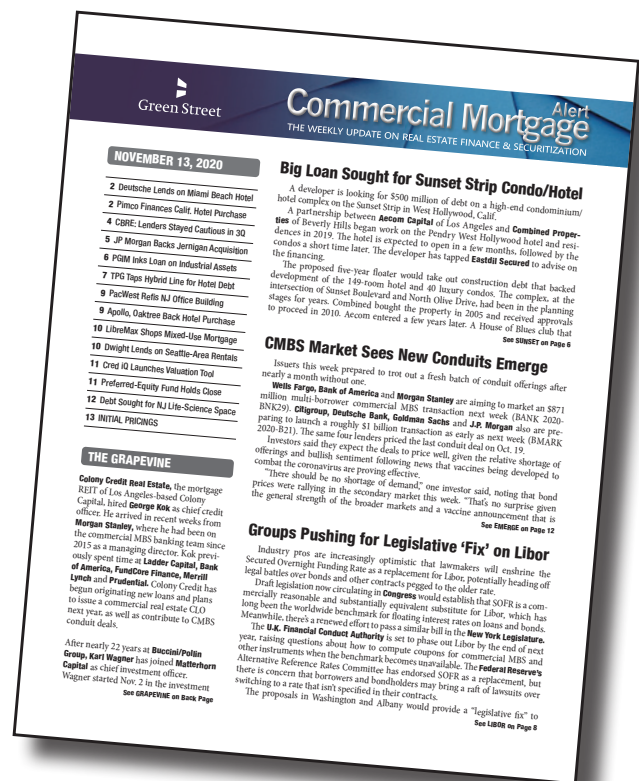 Green Street
Commercial Mortgage
Alert
THE WEEKLY UPDATE ON REAL ESTATE FINANCE & SECURITIZATION
NOVEMBER 13, 2020
2 Deutsche Lends on Miami Beach Hotel
2 Pimco Finances Calif. Hotel Purchase
4 CBRE: Lenders Stayed Cautious in 3Q
5 JP Morgan Backs Jernigan Acquisition
6 PGIM Inks Loan on Industrial Assets
7 TPG Taps Hybrid Line for Hotel Debt
9 PacWest Refis NJ Office Building
9 Apollo, Oaktree Back Hotel Purchase
10 LibreMax Shops Mixed-Use Mortgage
10 Dwight Lends on Seattle-Area Rentals
11 Cred iQ Launches Valuation Tool
11 Preferred-Equity Fund Holds Close
12 Debt Sought for NJ Life-Science Space
13 INITIAL PRICINGS
THE GRAPEVINE
Colony Credit Real Estate, the mortgage
REIT of Los Angeles-based Colony
Capital, hired George Kok as chief credit
officer. He arrived in recent weeks from
Morgan Stanley, where he had been on
the commercial MBS banking team since
2015 as a managing director. Kok previ-
ously spent time at Ladder Capital, Bank
of America, FundCore Finance, Merrill
Lynch and Prudential. Colony Credit has
begun originating new loans and plans
to issue a commercial real estate CLO
next year, as well as contribute to CMBS
conduit deals.
After nearly 22 years at Buccini/Pollin
Group, Karl Wagner has joined Matterhorn
Capital as chief investment officer.
Wagner started Nov. 2 in the investment
See GRAPEVINE on Back Page
Big Loan Sought for Sunset Strip Condo/Hotel
A developer is looking for $500 million of debt on a high-end condominium/
hotel complex on the Sunset Strip in West Hollywood, Calif.
A partnership between Aecom Capital of Los Angeles and Combined Proper-
ties of Beverly Hills began work on the Pendry West Hollywood hotel and resi-
dences in 2019. The hotel is expected to open in a few months, followed by the
condos a short time later. The developer has tapped Eastdil Secured to advise on
the financing.
The proposed five-year floater would take out construction debt that backed
development of the 149-room hotel and 40 luxury condos. The complex, at the
intersection of Sunset Boulevard and North Olive Drive, had been in the planning
stages for years. Combined bought the property in 2005 and received approvals
to proceed in 2010. Aecom entered a few years later. A House of Blues club that
See SUNSET on Page 6
CMBS Market Sees New Conduits Emerge
Issuers this week prepared to trot out a fresh batch of conduit offerings after
nearly a month without one.
Wells Fargo, Bank of America and Morgan Stanley are aiming to market an $871
million multi-borrower commercial MBS transaction next week (BANK 2020-
BNK29). Citigroup, Deutsche Bank, Goldman Sachs and J.P. Morgan also are pre-
paring to launch a roughly $1 billion transaction as early as next week (BMARK
2020-B21). The same four lenders priced the last conduit deal on Oct. 19.
Investors said they expect the deals to price well, given the relative shortage of
offerings and bullish sentiment following news that vaccines being developed to
combat the coronavirus are proving effective.
“There should be no shortage of demand,” one investor said, noting that bond
prices were rallying in the secondary market this week. “That’s no surprise given
the general strength of the broader markets and a vaccine announcement that is
See EMERGE on Page 12
Groups Pushing for Legislative ‘Fix’ on Libor
Industry pros are increasingly optimistic that lawmakers will enshrine the
Secured Overnight Funding Rate as a replacement for Libor, potentially heading off
legal battles over bonds and other contracts pegged to the older rate.
Draft legislation now circulating in Congress would establish that SOFR is a com-
mercially reasonable and substantially equivalent substitute for Libor, which has
long been the worldwide benchmark for floating interest rates on loans and bonds.
Meanwhile, there’s a renewed effort to pass a similar bill in the New York Legislature.
The U.K. Financial Conduct Authority is set to phase out Libor by the end of next
year, raising questions about how to compute coupons for commercial MBS and
other instruments when the benchmark becomes unavailable. The Federal Reserve’s
Alternative Reference Rates Committee has endorsed SOFR as a replacement, but
there is concern that borrowers and bondholders may bring a raft of lawsuits over
switching to a rate that isn’t specified in their contracts.
The proposals in Washington and Albany would provide a “legislative fix” to
See LIBOR on Page 8